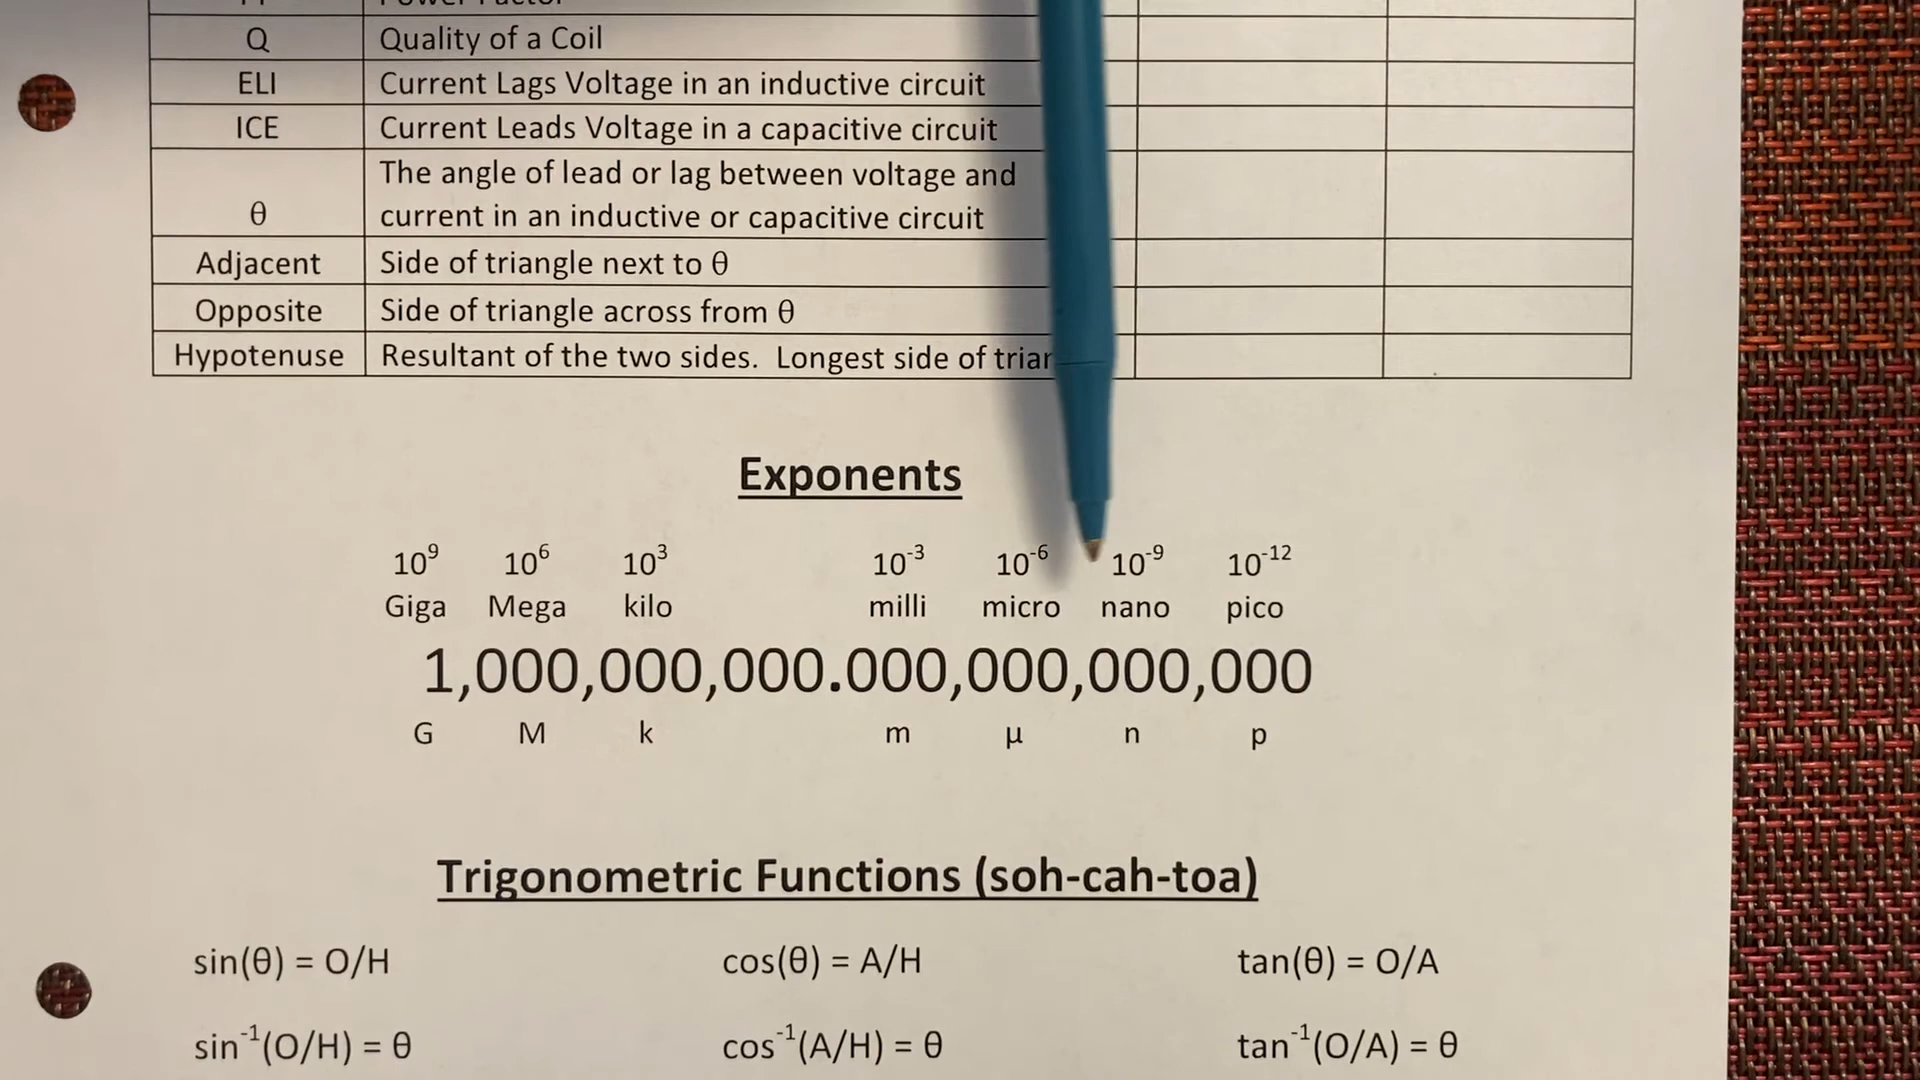 Power Factor
Q Quality of a Coil
ELI Current Lags Voltage in an inductive circuit
ICE Current Leads Voltage in a capacitive circuit
The angle of lead or lag between voltage and
θ current in an inductive or capacitive circuit
Adjacent Side of triangle next to θ
Opposite Side of triangle across from θ
Hypotenuse Resultant of the two sides. Longest side of
Exponents
10⁹ 10⁶ 10³ 10⁻³ 10⁻⁶ 10⁻⁹ 10⁻¹²
Giga Mega kilo milli micro nano pico
1,000,000,000.000,000,000,000
G M k m µ n p
Trigonometric Functions (soh-cah-toa)
sin(θ) = O/H cos(θ) = A/H tan(θ) = O/A
sin⁻¹(O/H) = θ cos⁻¹(A/H) = θ tan⁻¹(O/A) = θ